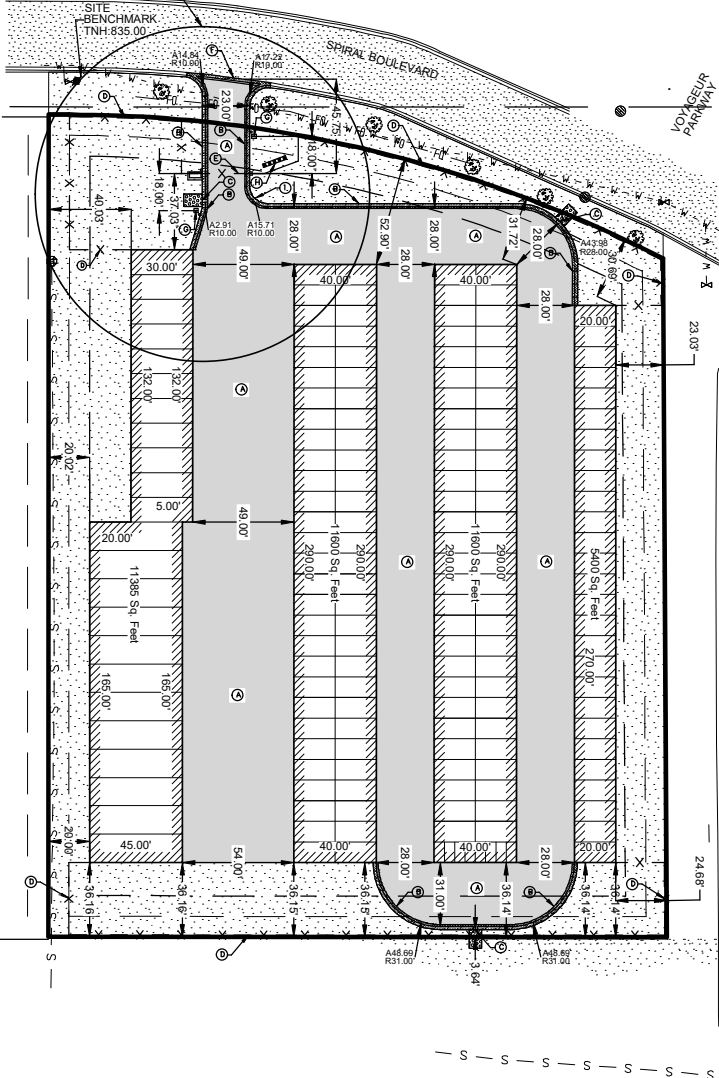 SITE
BENCHMARK
TNH:835.00
SPIRAL BOULEVARD
VOYAGEUR
PARKWAY
A17.22
R10.00
R10.00
23.00'
45.75'
18.00'
18.00'
37.03'
40.03'
A2.91
R10.00
A15.71
R10.00
28.00'
28.00'
52.90'
31.72'
28.00'
A43.98
R28.00
30.69'
23.03'
30.00'
49.00'
40.00'
28.00'
40.00'
28.00'
20.00'
132.00'
132.00'
20.02'
5.00'
20.00'
49.00'
11385 Sq. Feet
165.00'
165.00'
11600 Sq. Feet
290.00'
290.00'
11600 Sq. Feet
290.00'
290.00'
5400 Sq. Feet
270.00'
45.00'
20.00'
54.00'
40.00'
28.00'
40.00'
28.00'
20.00'
24.68'
36.16'
36.16'
36.15'
36.15'
31.00'
36.14'
36.14'
36.14'
A48.69
R31.00
A48.69
R31.00
3.64'